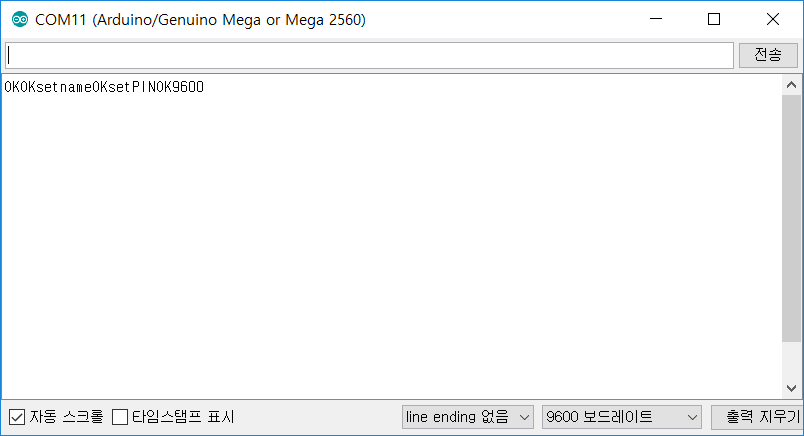 COM11 (Arduino/Genuino Mega or Mega 2560)
전송
OKOKsetnameOKsetPINOK9600
자동 스크롤 타임스탬프 표시 line ending 없음 9600 보드레이트 출력 지우기